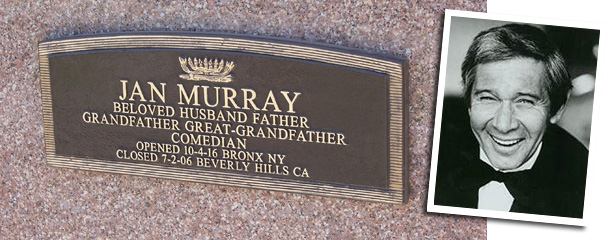 JAN MURRAY
BELOVED HUSBAND FATHER
GRANDFATHER GREAT-GRANDFATHER
COMEDIAN
OPENED 10-4-16 BRONX NY
CLOSED 7-2-06 BEVERLY HILLS CA